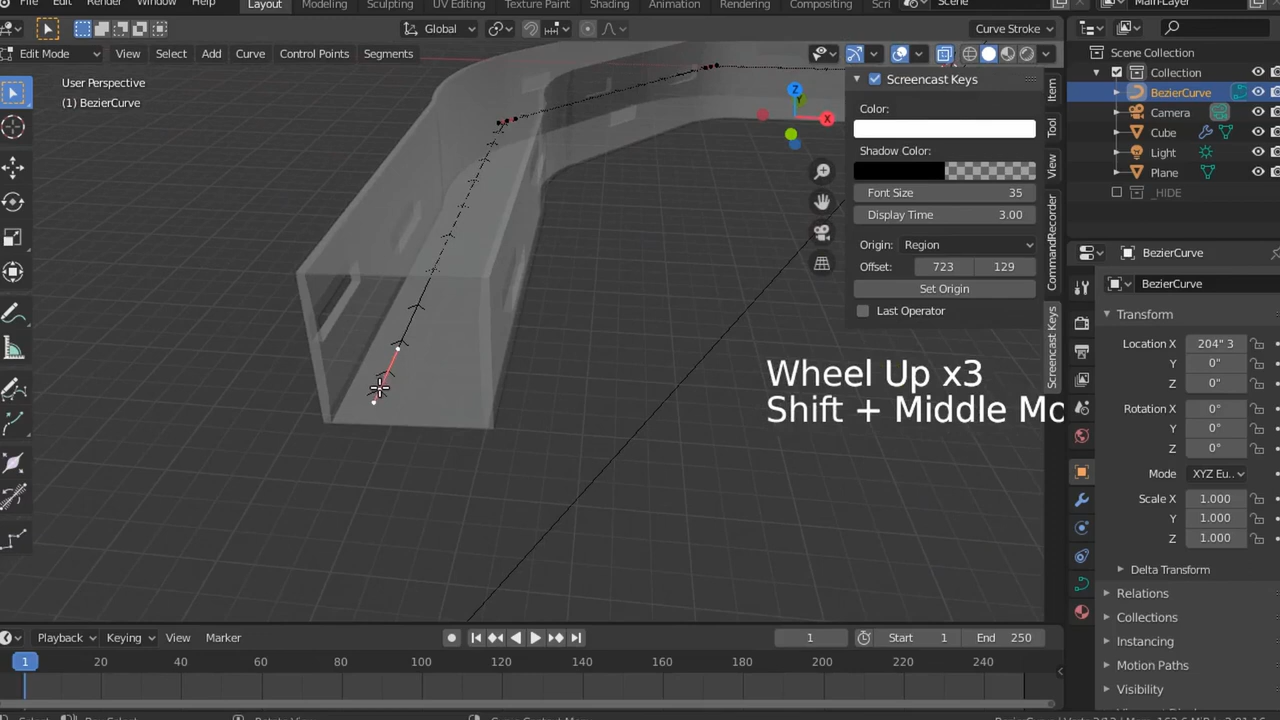 Edit Render Window Help Layout Modeling Sculpting UV Editing Texture Paint Shading Animation Rendering Compositing Scri Scene Main-Layer
Global Curve Stroke
Edit Mode View Select Add Curve Control Points Segments
User Perspective
(1) BezierCurve
Z
X
Screencast Keys
Color:
Shadow Color:
Font Size 35
Display Time 3.00
Origin: Region
Offset: 723 129
Set Origin
Last Operator
Item
Tool
View
CommandRecorder
Screencast Keys
Wheel Up x3
Shift + Middle Mo
Scene Collection
Collection
BezierCurve
Camera
Cube
Light
Plane
_HIDE
BezierCurve
BezierCurve
Transform
Location X 204" 3
Y 0"
Z 0"
Rotation X 0°
Y 0°
Z 0°
Mode XYZ Eu..
Scale X 1.000
Y 1.000
Z 1.000
Delta Transform
Relations
Collections
Instancing
Motion Paths
Visibility
Playback Keying View Marker 1 Start 1 End 250
1 20 40 60 80 100 120 140 160 180 200 220 240